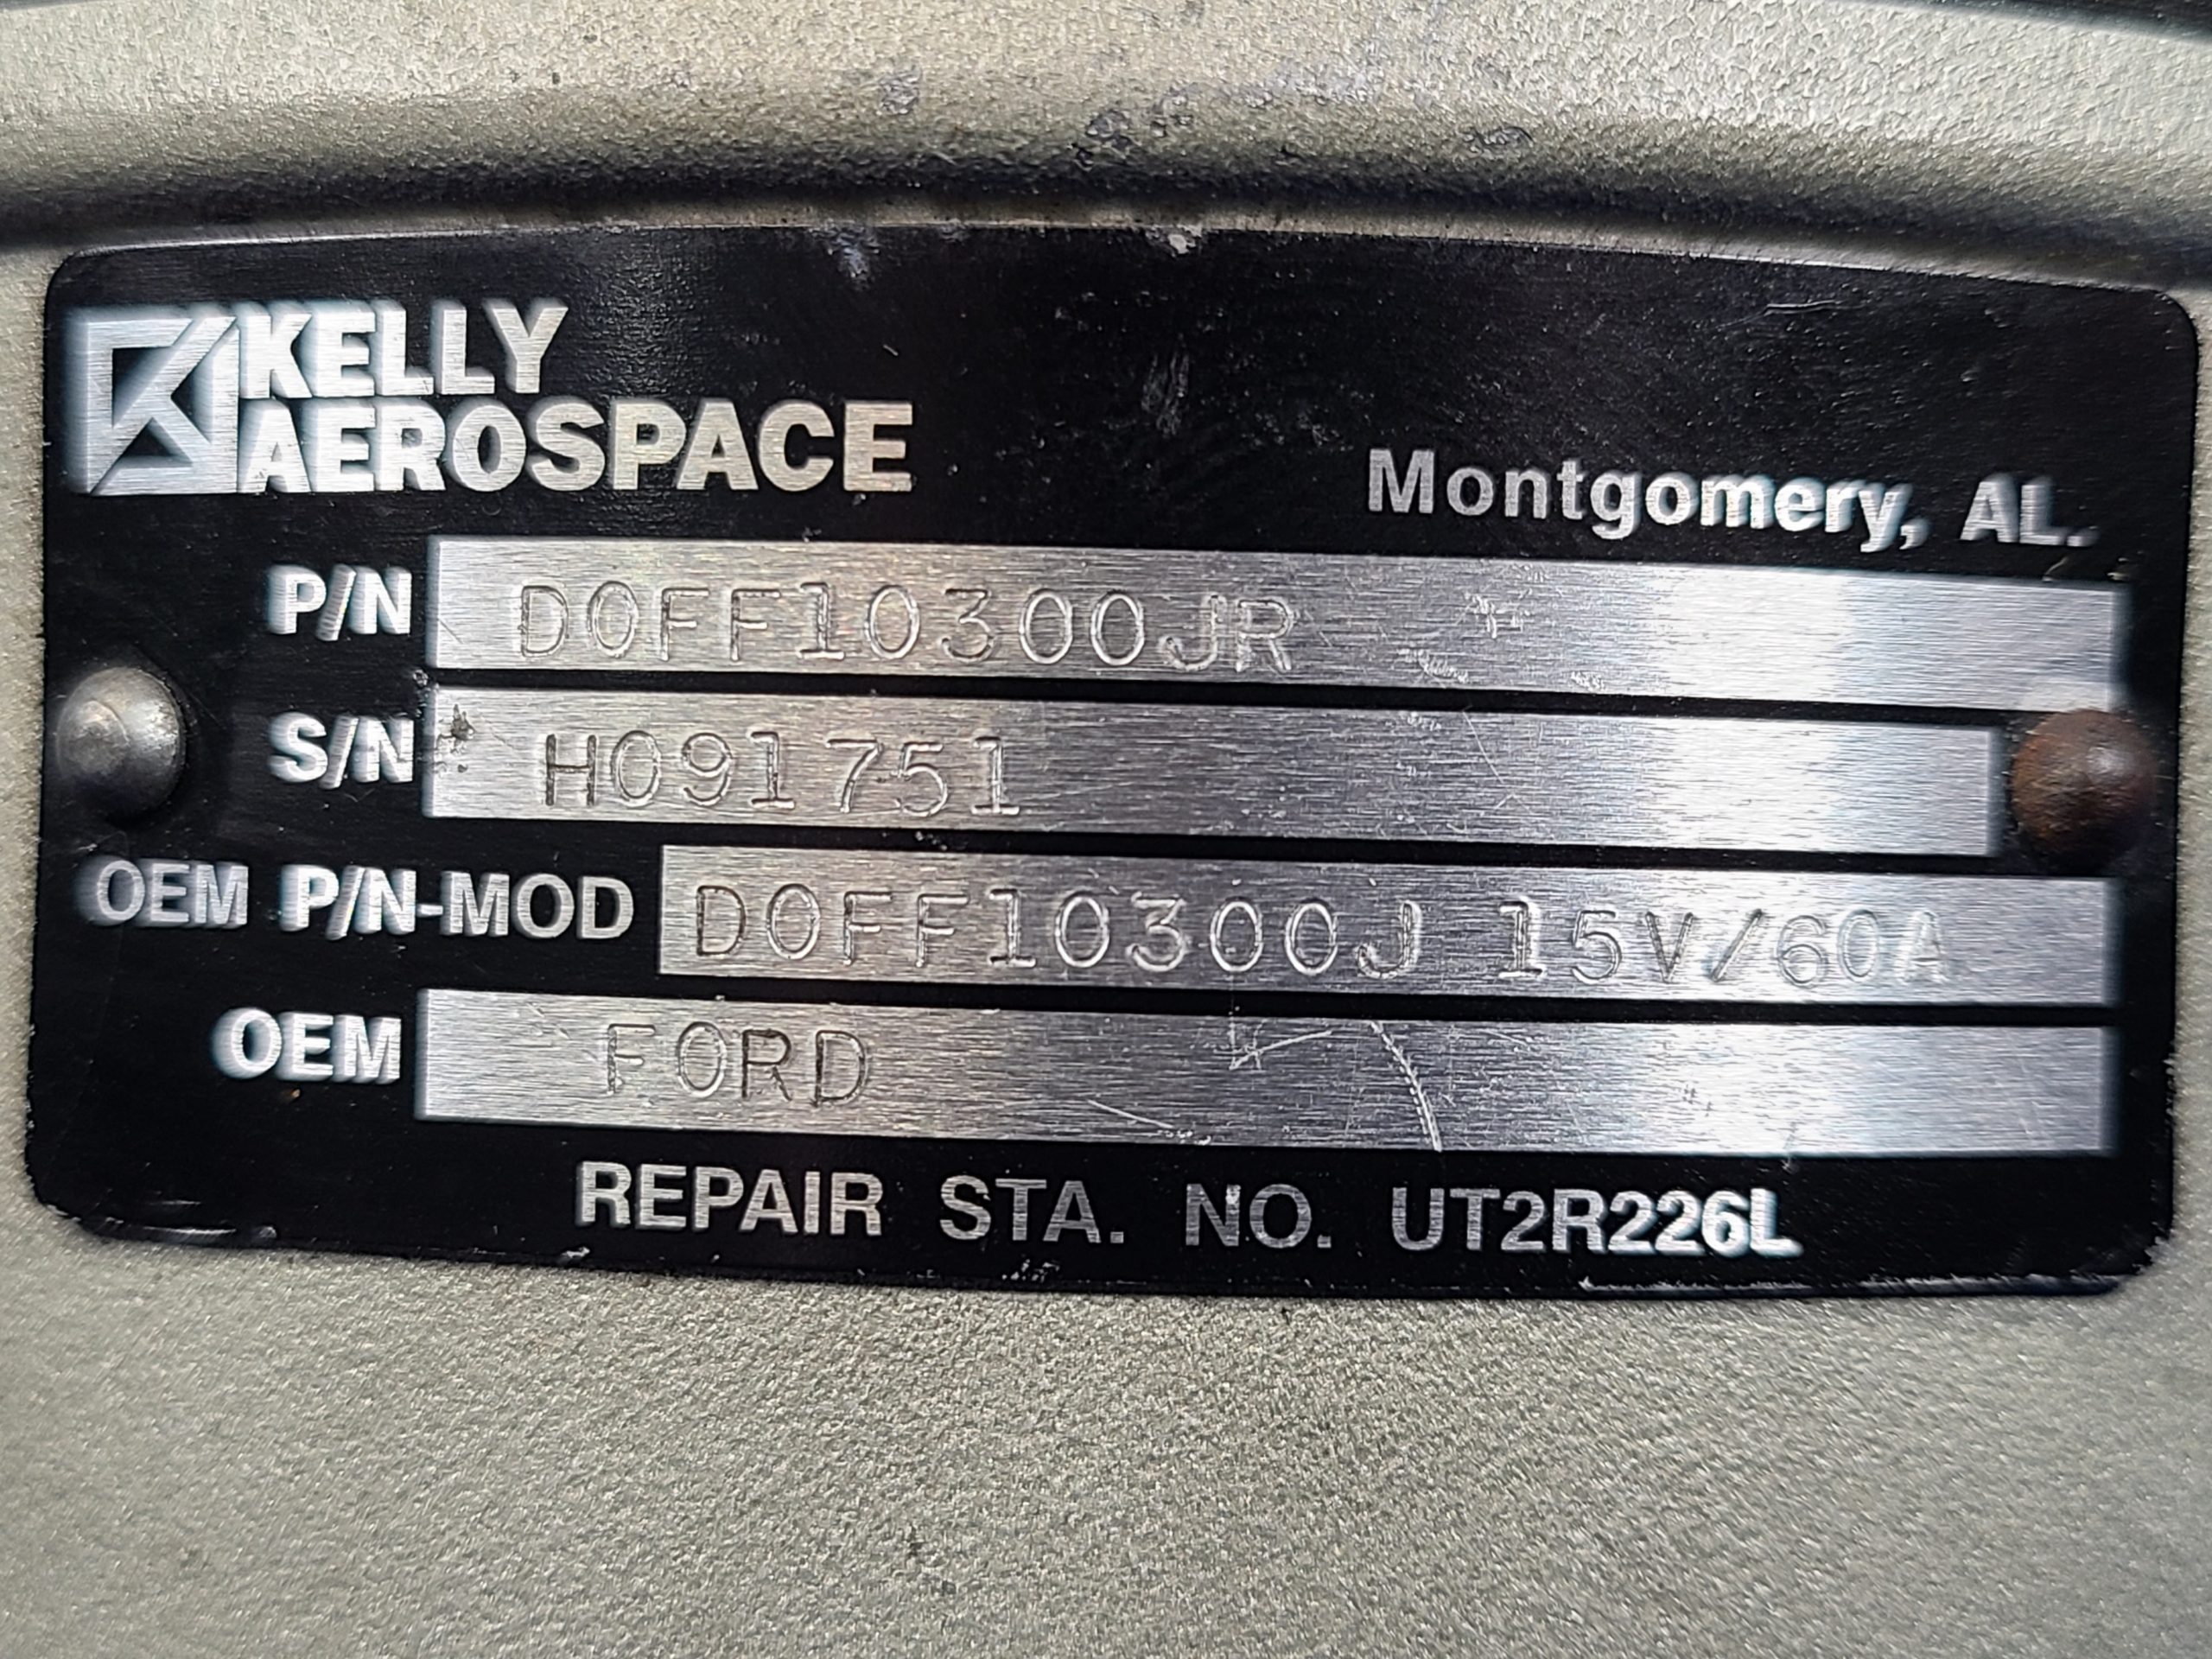 KELLY
AEROSPACE
Montgomery, AL.
P/N D0FF10300JR
S/N H091751
OEM P/N-MOD D0FF10300J 15V/60A
OEM FORD
REPAIR STA. NO. UT2R226L